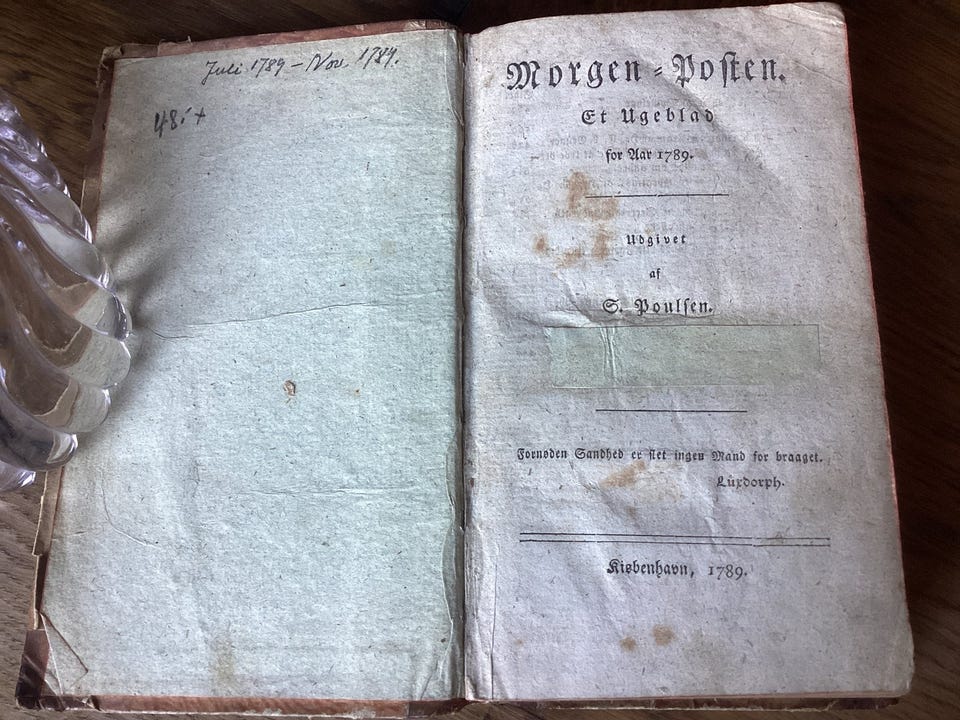 Juli 1789 – Nov 1789.
Morgen-Posten.
Et Ugeblad
for Aar 1789.
Udgivet
af
S. Poulsen.
Fornøden Sandhed er slet ingen Mand for braaget.
Lüxdorph.
Kiøbenhavn, 1789.